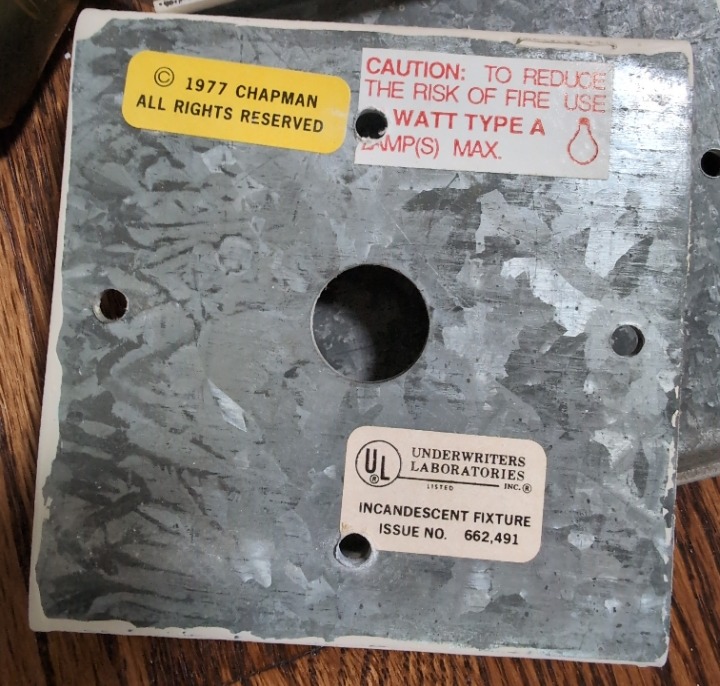 © 1977 CHAPMAN
ALL RIGHTS RESERVED
CAUTION: TO REDUCE
THE RISK OF FIRE USE
WATT TYPE A
LAMP(S) MAX.
UL
®
UNDERWRITERS
LABORATORIES
LISTED INC.®
INCANDESCENT FIXTURE
ISSUE NO. 662,491